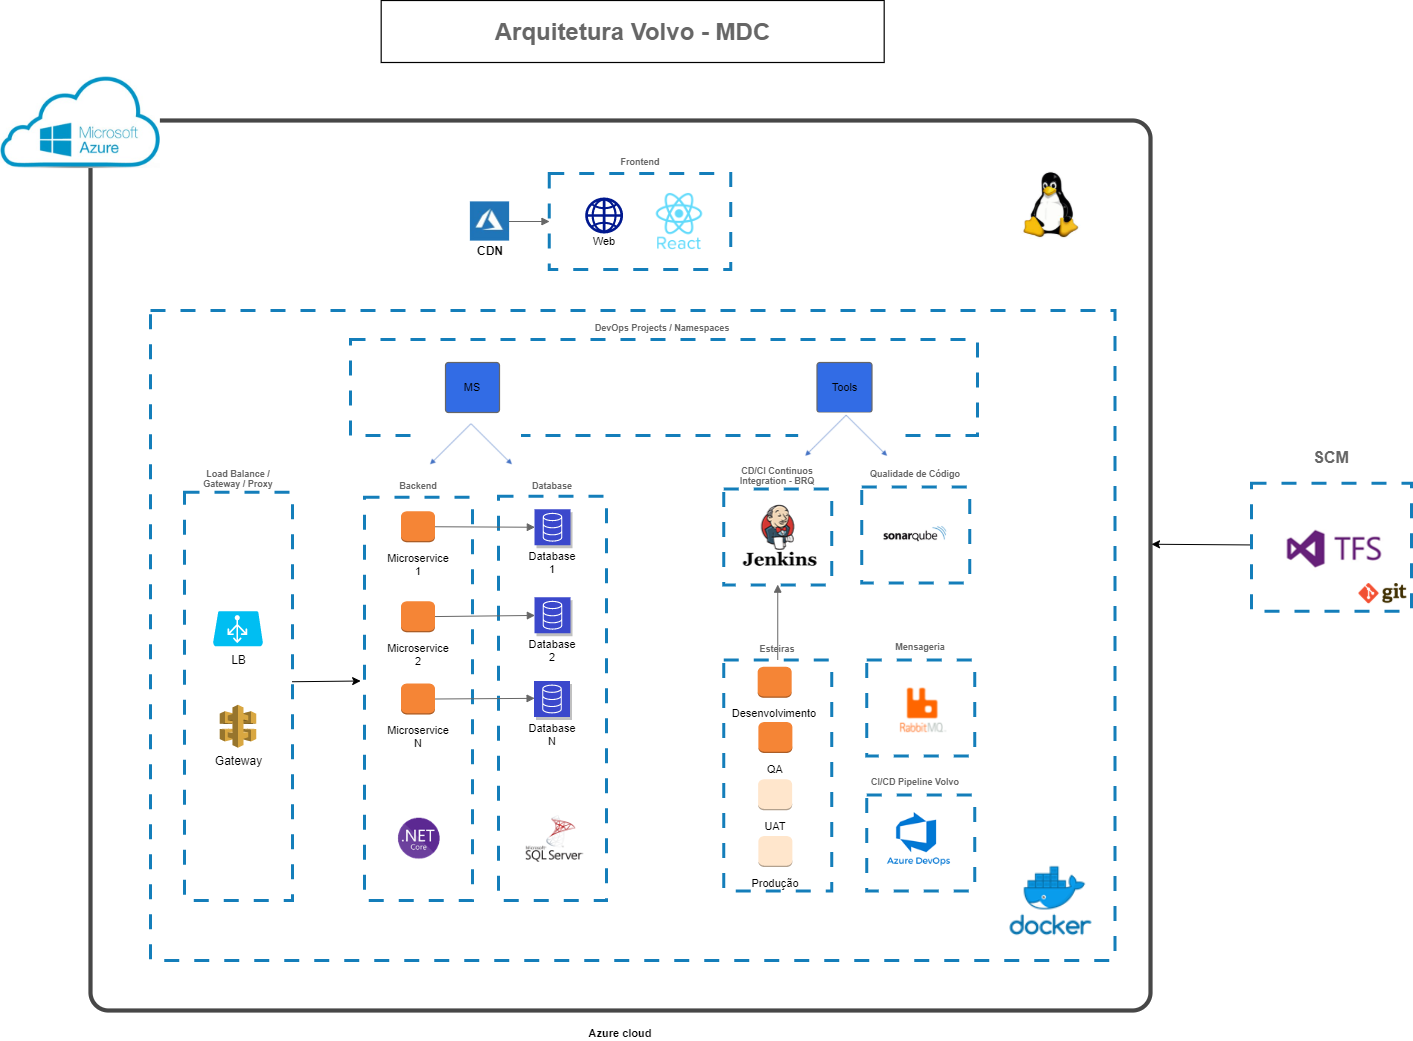 Arquitetura Volvo - MDC
Microsoft
Azure
Frontend
CDN
Web
React
DevOps Projects / Namespaces
MS
Tools
SCM
Load Balance /
Gateway / Proxy
Backend
Database
CD/CI Continuos
Integration - BRQ
Qualidade de Código
Microservice
1
Database
1
Jenkins
sonarqube
TFS
git
Microservice
2
Database
2
LB
Esteiras
Mensageria
Microservice
N
Database
N
Gateway
Desenvolvimento
RabbitMQ
QA
CI/CD Pipeline Volvo
UAT
.NET
Core
Microsoft
SQL Server
Azure DevOps
Produção
docker
Azure cloud